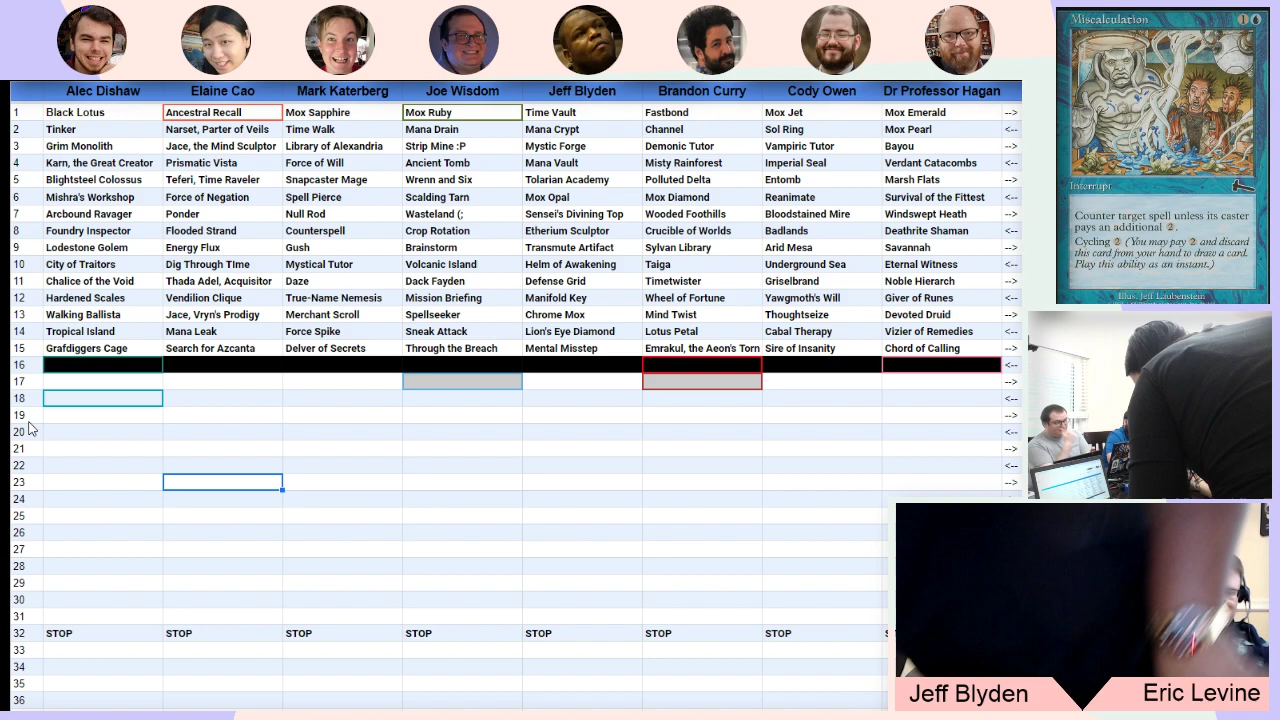 Alec Dishaw Elaine Cao Mark Katerberg Joe Wisdom Jeff Blyden Brandon Curry Cody Owen Dr Professor Hagan
1 Black Lotus Ancestral Recall Mox Sapphire Mox Ruby Time Vault Fastbond Mox Jet Mox Emerald -->
2 Tinker Narset, Parter of Veils Time Walk Mana Drain Mana Crypt Channel Sol Ring Mox Pearl <--
3 Grim Monolith Jace, the Mind Sculptor Library of Alexandria Strip Mine :P Mystic Forge Demonic Tutor Vampiric Tutor Bayou -->
4 Karn, the Great Creator Prismatic Vista Force of Will Ancient Tomb Mana Vault Misty Rainforest Imperial Seal Verdant Catacombs <--
5 Blightsteel Colossus Teferi, Time Raveler Snapcaster Mage Wrenn and Six Tolarian Academy Polluted Delta Entomb Marsh Flats -->
6 Mishra's Workshop Force of Negation Spell Pierce Scalding Tarn Mox Opal Mox Diamond Reanimate Survival of the Fittest <--
7 Arcbound Ravager Ponder Null Rod Wasteland (; Sensei's Divining Top Wooded Foothills Bloodstained Mire Windswept Heath -->
8 Foundry Inspector Flooded Strand Counterspell Crop Rotation Etherium Sculptor Crucible of Worlds Badlands Deathrite Shaman <--
9 Lodestone Golem Energy Flux Gush Brainstorm Transmute Artifact Sylvan Library Arid Mesa Savannah -->
10 City of Traitors Dig Through TIme Mystical Tutor Volcanic island Helm of Awakening Taiga Underground Sea Eternal Witness <--
11 Chalice of the Void Thada Adel, Acquisitor Daze Dack Fayden Defense Grid Timetwister Griselbrand Noble Hierarch -->
12 Hardened Scales Vendilion Clique True-Name Nemesis Mission Briefing Manifold Key Wheel of Fortune Yawgmoth's Will Giver of Runes <--
13 Walking Ballista Jace, Vryn's Prodigy Merchant Scroll Spellseeker Chrome Mox Mind Twist Thoughtseize Devoted Druid -->
14 Tropical Island Mana Leak Force Spike Sneak Attack Lion's Eye Diamond Lotus Petal Cabal Therapy Vizier of Remedies <--
15 Grafdiggers Cage Search for Azcanta Delver of Secrets Through the Breach Mental Misstep Emrakul, the Aeon's Torn Sire of Insanity Chord of Calling -->
16 <--
17 -->
18 <--
19 -->
20 <--
21 -->
22 <--
23 -->
24
25
26
27
28
29
30
31
32 STOP STOP STOP STOP STOP STOP STOP
33
34
35
36
Miscalculation 1
Interrupt
Counter target spell unless its caster
pays an additional 2.
Cycling 2 (You may pay 2 and discard
this card from your hand to draw a card.
Play this ability as an instant.)
Illus. Jeff Laubenstein
Jeff Blyden
Eric Levine